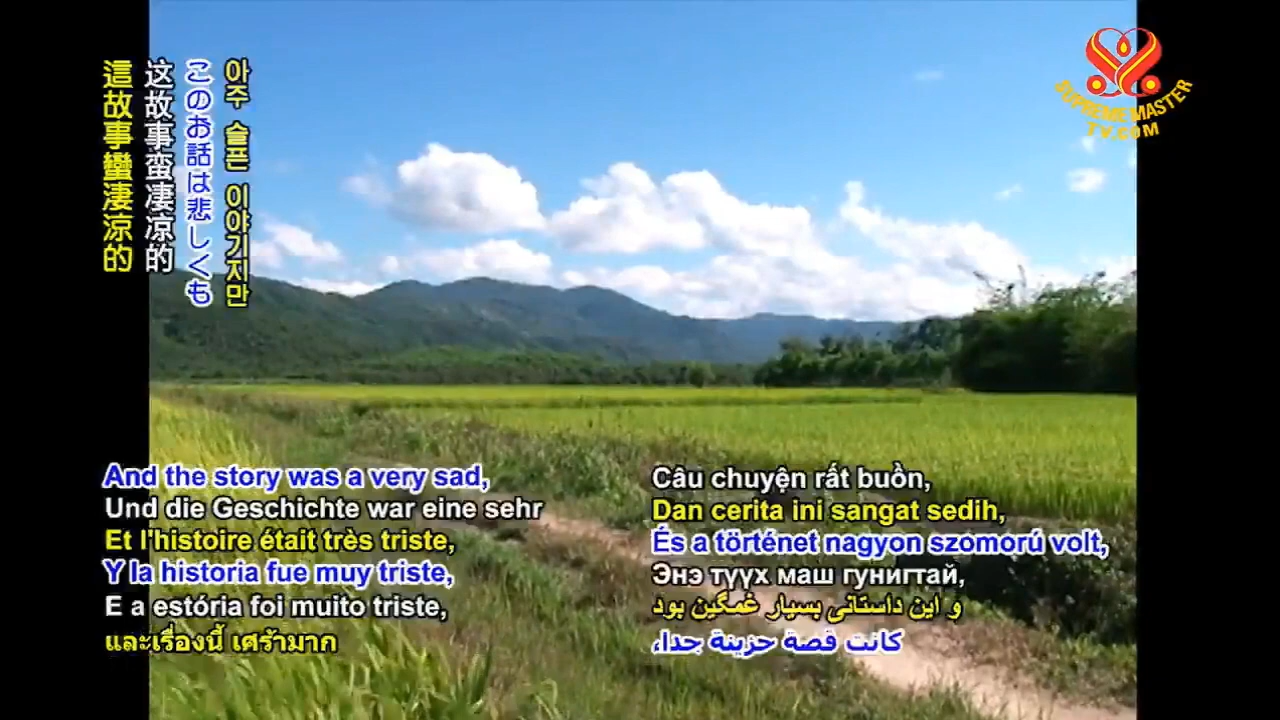 這故事蠻淒涼的
这故事蛮凄凉的
このお話は悲しくも
아주 슬픈 이야기지만
SUPREME MASTER
TV.COM
And the story was a very sad,
Und die Geschichte war eine sehr
Et l'histoire était très triste,
Y la historia fue muy triste,
E a estória foi muito triste,
และเรื่องนี้ เศร้ามาก
Câu chuyện rất buồn,
Dan cerita ini sangat sedih,
És a történet nagyon szomorú volt,
Энэ түүх маш гунигтай,
و این داستانی بسیار غمگین بود
كانت قصة حزينة جدا،